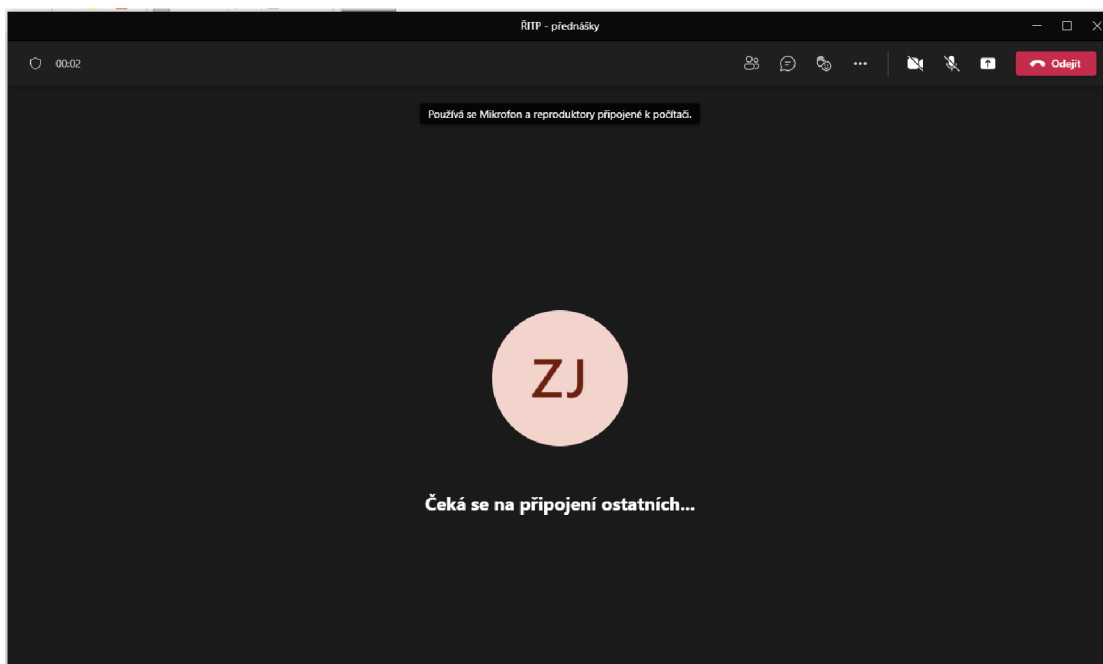 ŘITP - přednášky
00:02
Odejít
Používá se Mikrofon a reproduktory připojené k počítači.
ZJ
Čeká se na připojení ostatních...